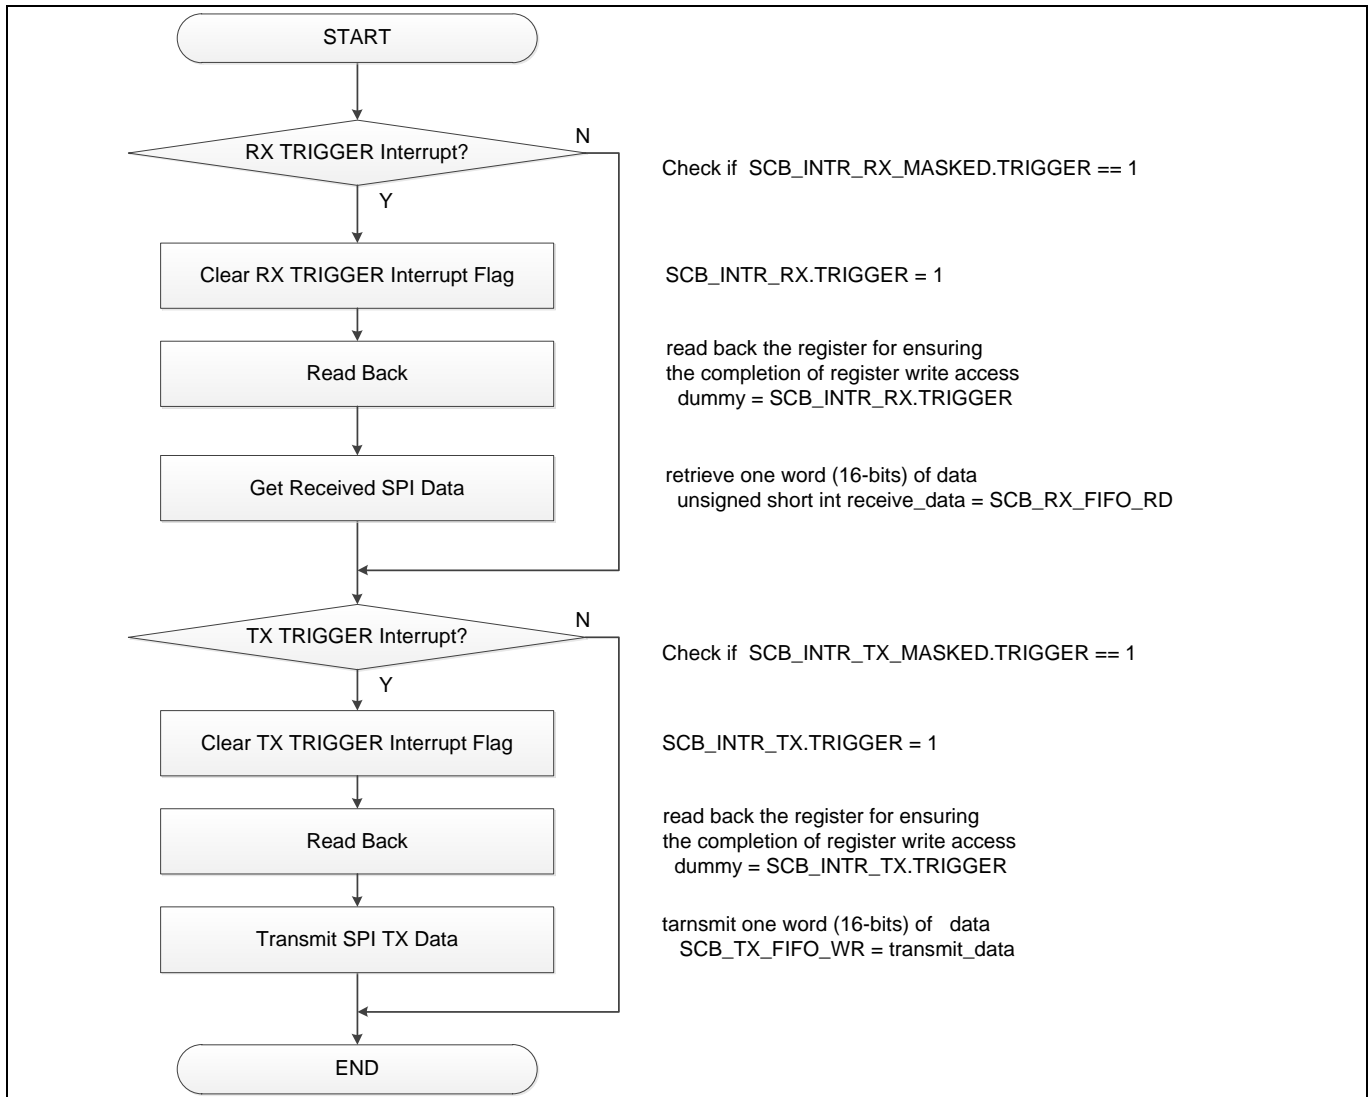 START
RX TRIGGER Interrupt?
N
Check if SCB_INTR_RX_MASKED.TRIGGER == 1
Y
Clear RX TRIGGER Interrupt Flag
SCB_INTR_RX.TRIGGER = 1
Read Back
read back the register for ensuring
the completion of register write access
dummy = SCB_INTR_RX.TRIGGER
Get Received SPI Data
retrieve one word (16-bits) of data
unsigned short int receive_data = SCB_RX_FIFO_RD
TX TRIGGER Interrupt?
N
Check if SCB_INTR_TX_MASKED.TRIGGER == 1
Y
Clear TX TRIGGER Interrupt Flag
SCB_INTR_TX.TRIGGER = 1
Read Back
read back the register for ensuring
the completion of register write access
dummy = SCB_INTR_TX.TRIGGER
Transmit SPI TX Data
tarnsmit one word (16-bits) of data
SCB_TX_FIFO_WR = transmit_data
END